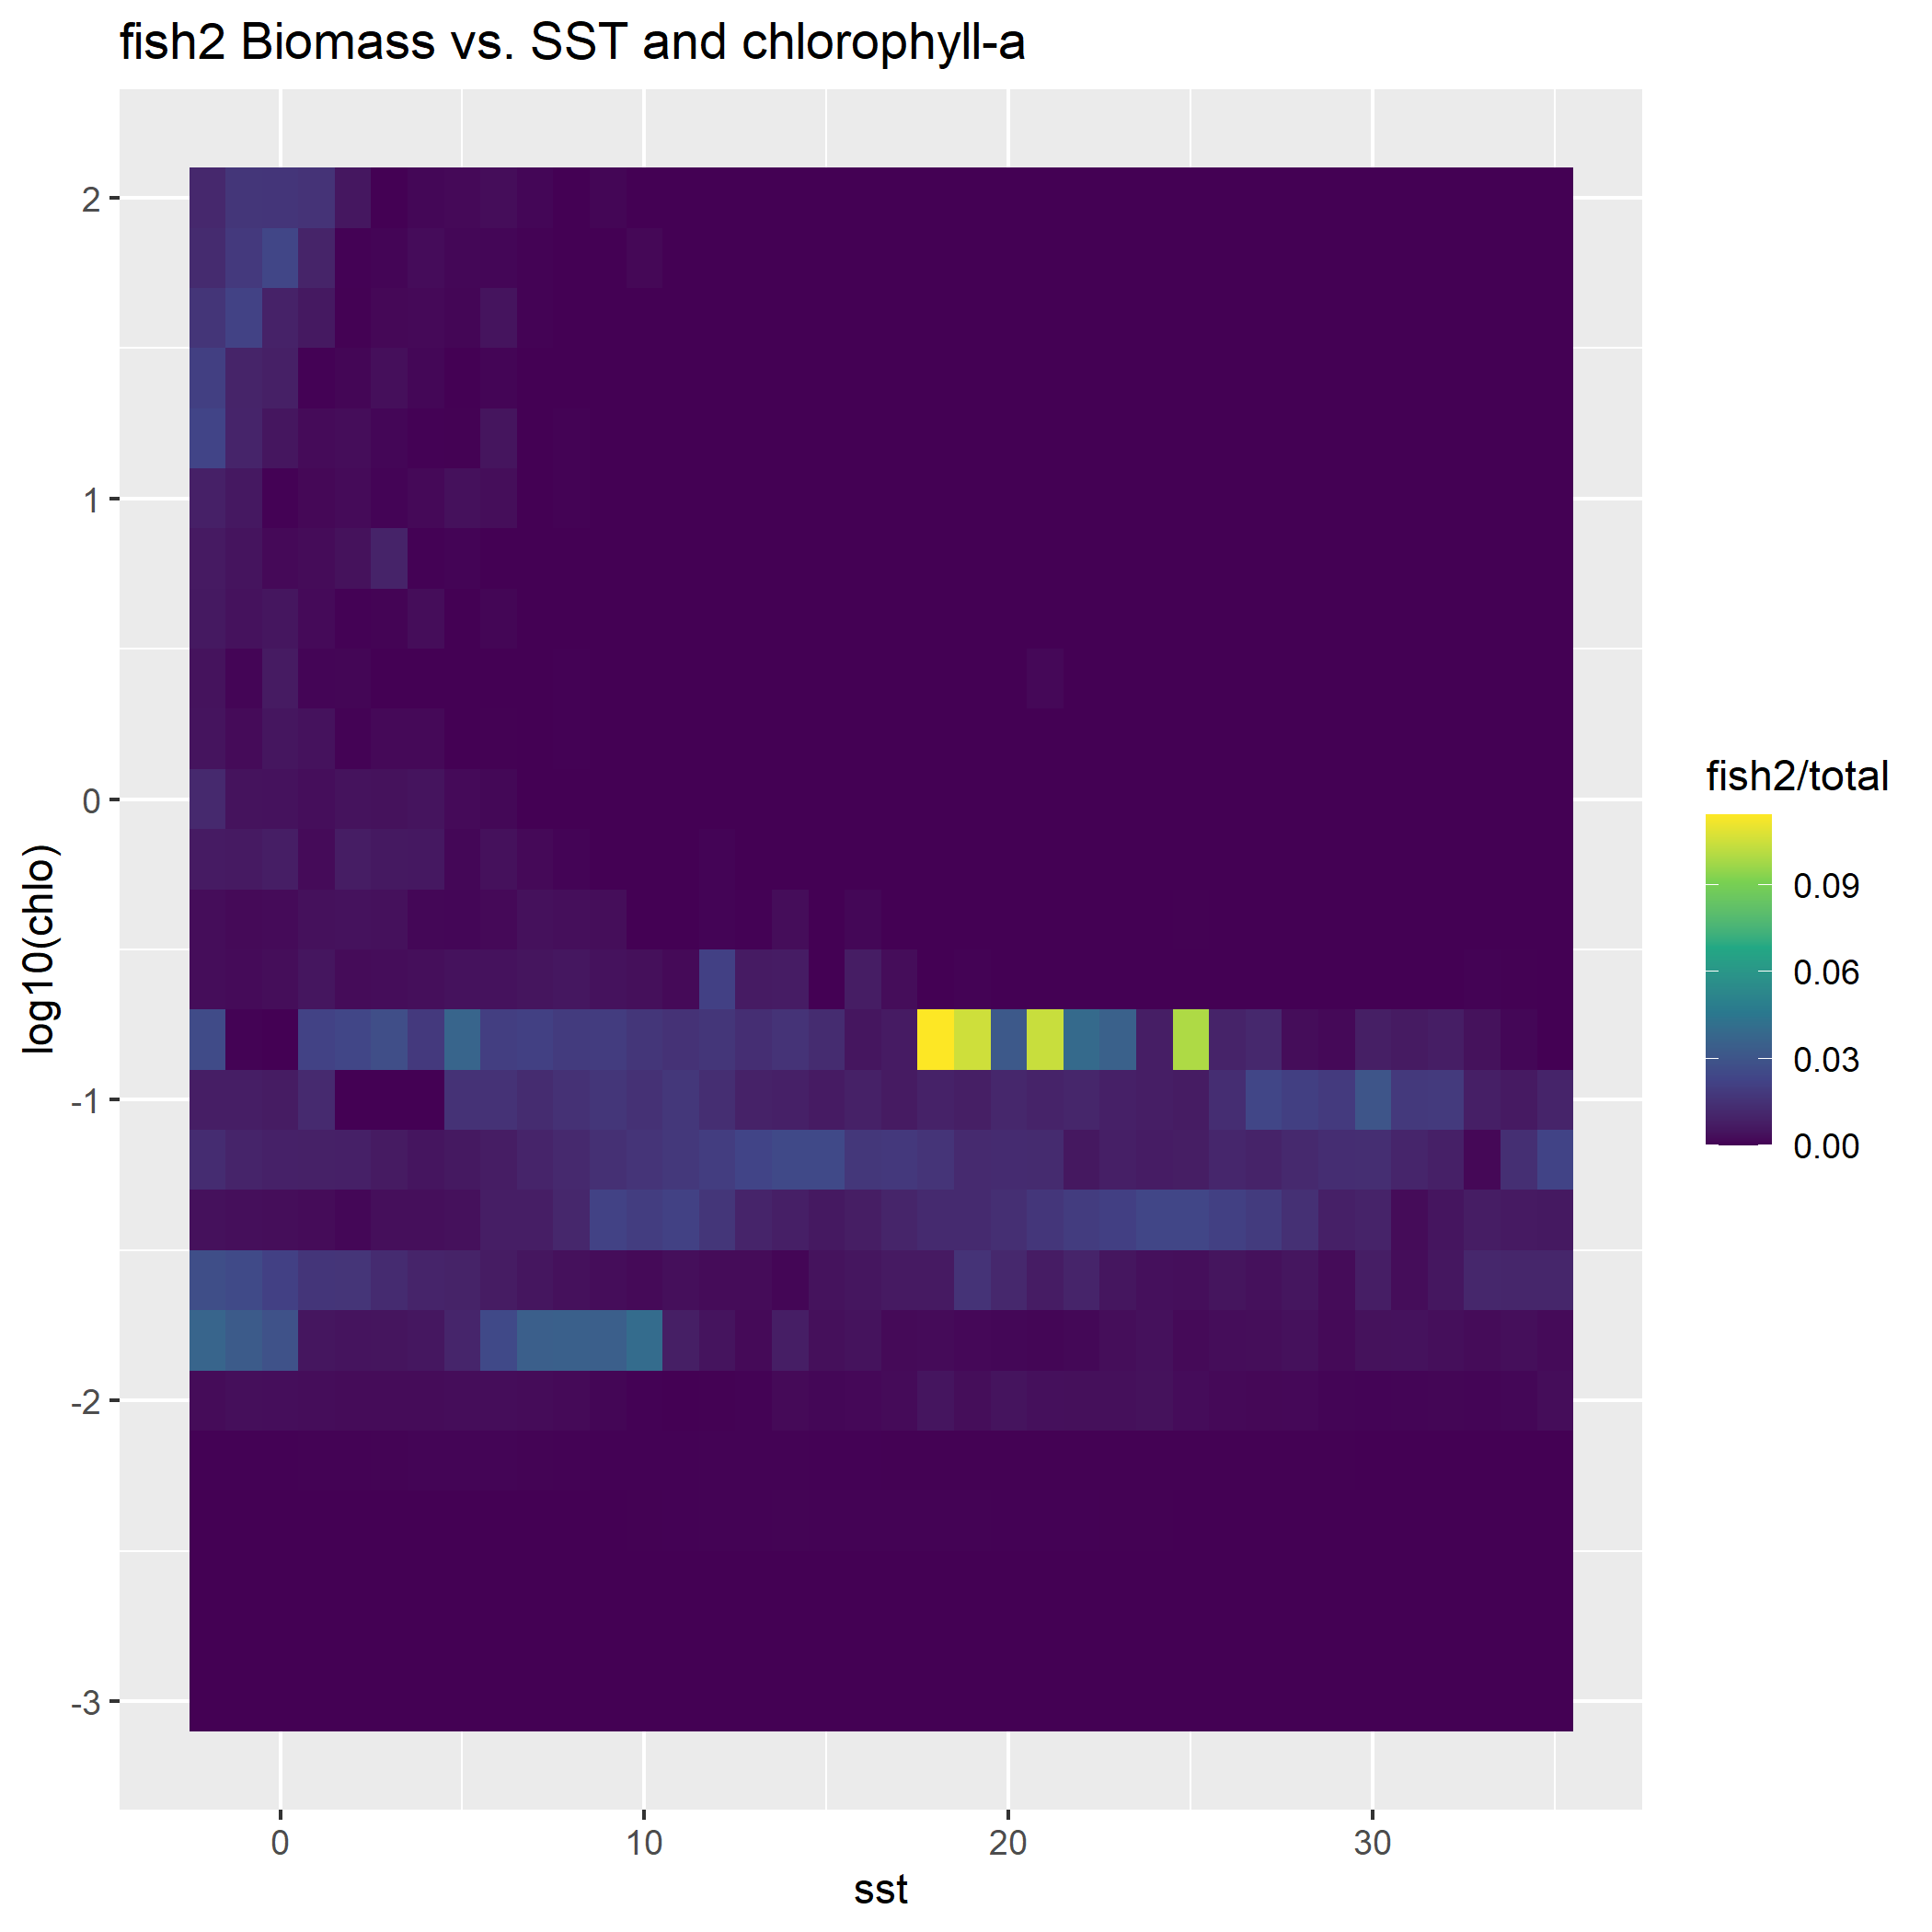 fish2 Biomass vs. SST and chlorophyll-a
2
1
0
-1
-2
-3
log10(chlo)
0 10 20 30
sst
fish2/total
0.09
0.06
0.03
0.00